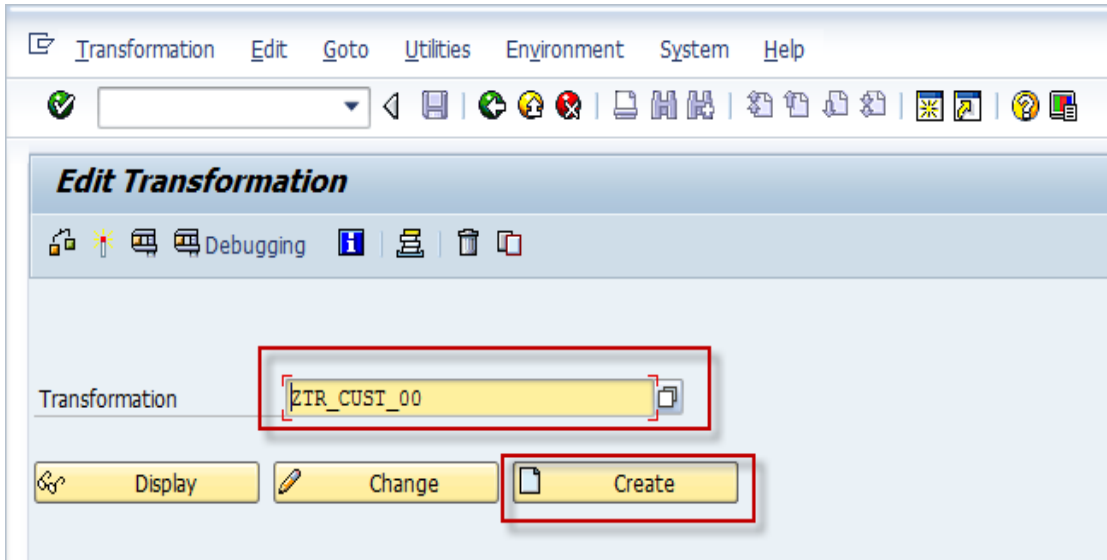 Transformation Edit Goto Utilities Environment System Help
Edit Transformation
Debugging
Transformation ZTR_CUST_00
Display Change Create